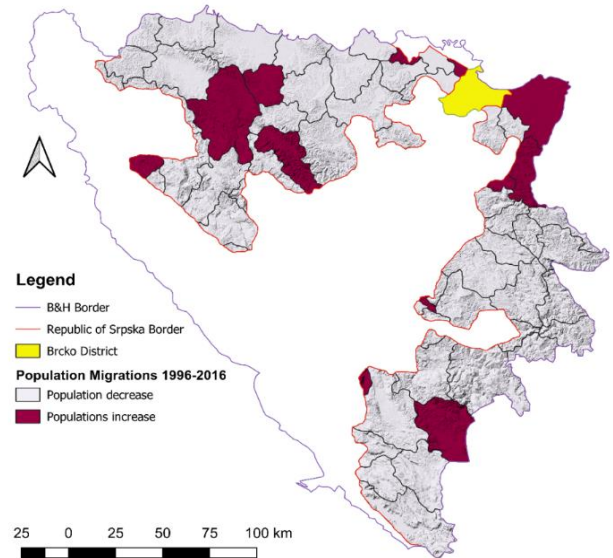 Legend
B&H Border
Republic of Srpska Border
Brcko District
Population Migrations 1996-2016
Population decrease
Populations increase
25 0 25 50 75 100 km